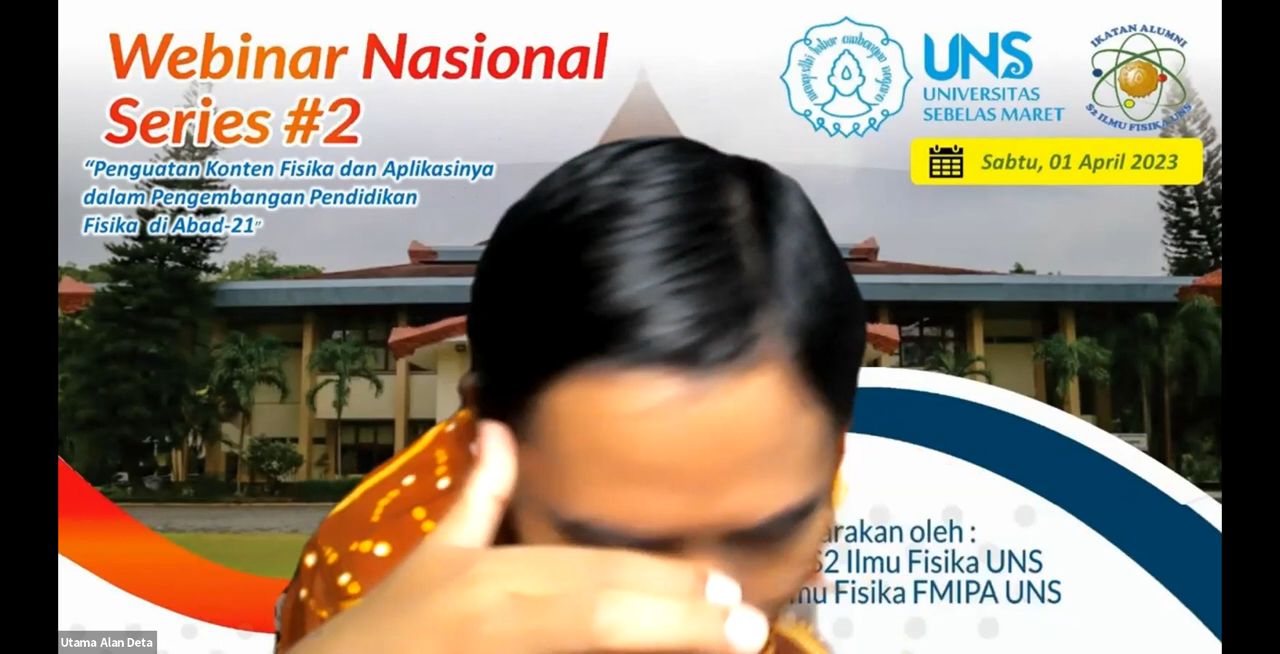 Webinar Nasional
Series #2
“Penguatan Konten Fisika dan Aplikasinya
dalam Pengembangan Pendidikan
Fisika di Abad-21”
UNS
UNIVERSITAS
SEBELAS MARET
IKATAN ALUMNI
S2 ILMU FISIKA UNS
Sabtu, 01 April 2023
arakan oleh :
S2 Ilmu Fisika UNS
mu Fisika FMIPA UNS
Utama Alan Deta